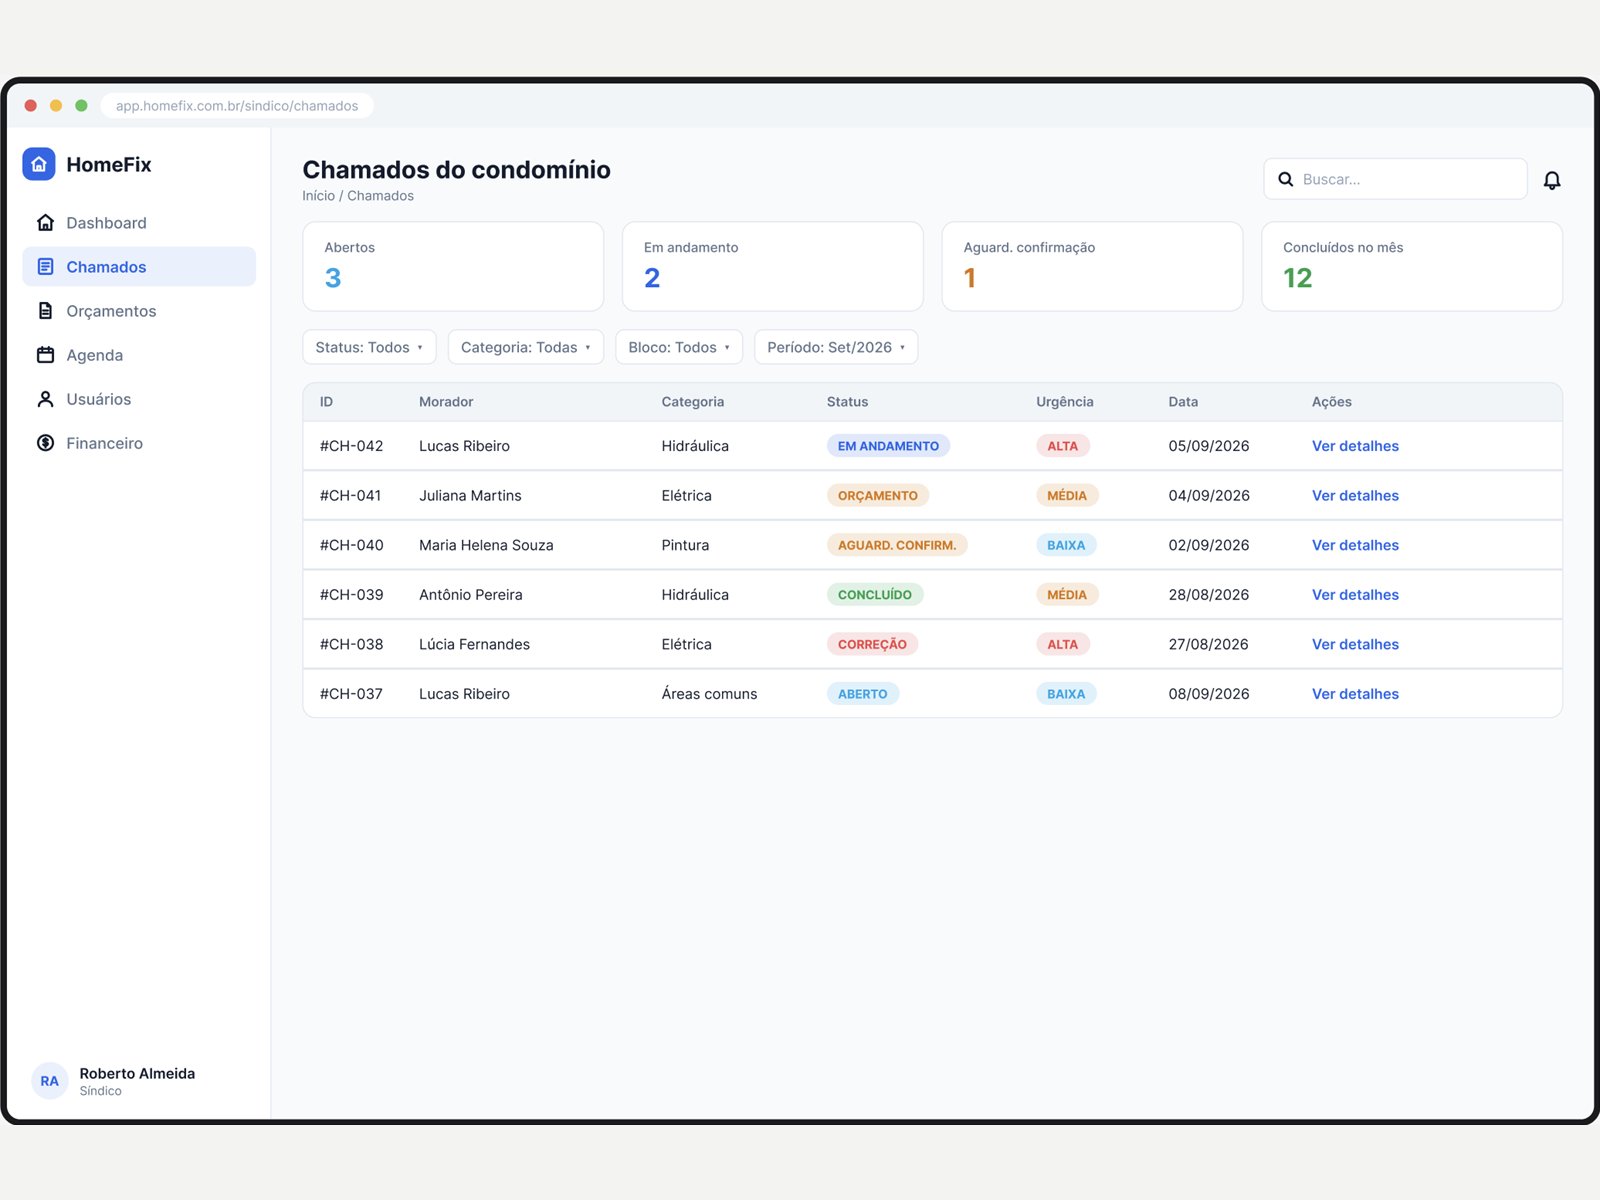 app.homefix.com.br/sindico/chamados
HomeFix
Dashboard
Chamados
Orçamentos
Agenda
Usuários
Financeiro
RA
Roberto Almeida
Síndico
Chamados do condomínio
Início / Chamados
Buscar...
Abertos
3
Em andamento
2
Aguard. confirmação
1
Concluídos no mês
12
Status: Todos
Categoria: Todas
Bloco: Todos
Período: Set/2026
ID Morador Categoria Status Urgência Data Ações
#CH-042 Lucas Ribeiro Hidráulica EM ANDAMENTO ALTA 05/09/2026 Ver detalhes
#CH-041 Juliana Martins Elétrica ORÇAMENTO MÉDIA 04/09/2026 Ver detalhes
#CH-040 Maria Helena Souza Pintura AGUARD. CONFIRM. BAIXA 02/09/2026 Ver detalhes
#CH-039 Antônio Pereira Hidráulica CONCLUÍDO MÉDIA 28/08/2026 Ver detalhes
#CH-038 Lúcia Fernandes Elétrica CORREÇÃO ALTA 27/08/2026 Ver detalhes
#CH-037 Lucas Ribeiro Áreas comuns ABERTO BAIXA 08/09/2026 Ver detalhes